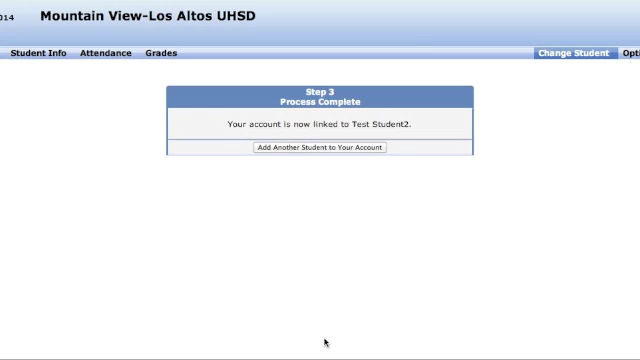 014 Mountain View-Los Altos UHSD
Student Info Attendance Grades Change Student Opti
Step 3
Process Complete
Your account is now linked to Test Student2.
Add Another Student to Your Account